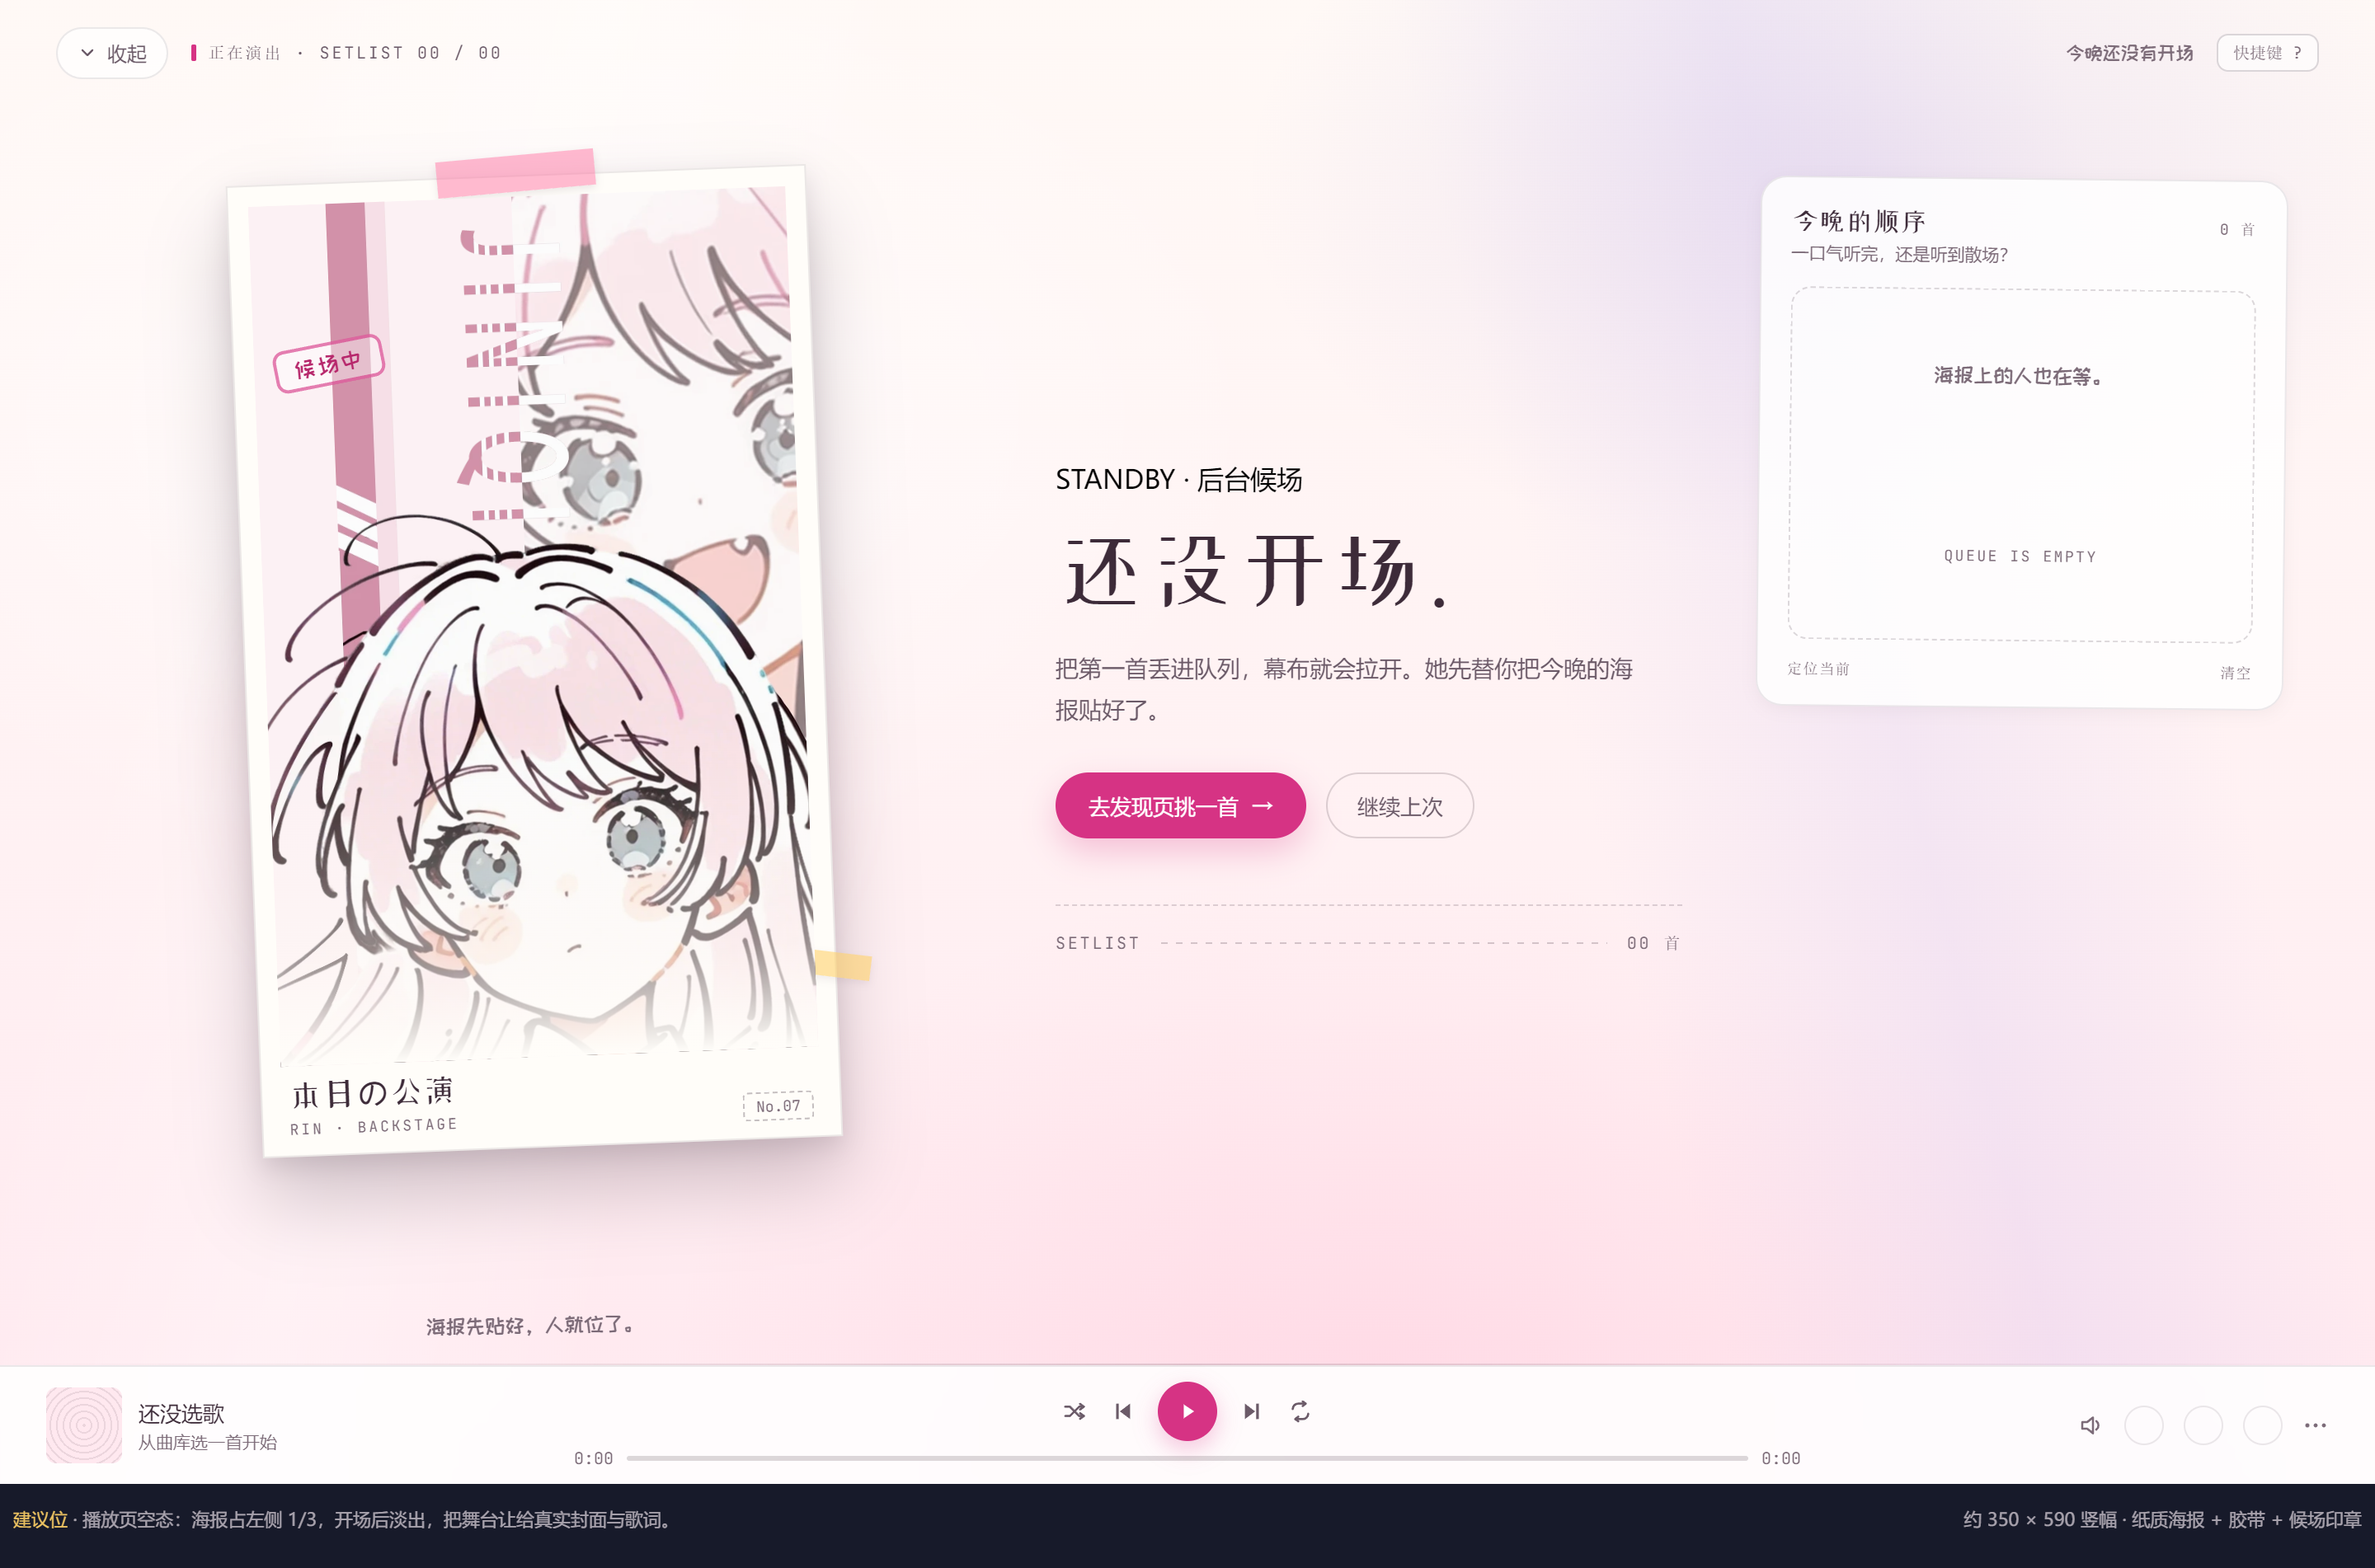 收起
正在演出 · SETLIST 00 / 00
今晚还没有开场
快捷键 ?
候场中
本日の公演
RIN · BACKSTAGE
No.07
海报先贴好，人就位了。
STANDBY · 后台候场
还没开场.
把第一首丢进队列，幕布就会拉开。她先替你把今晚的海
报贴好了。
去发现页挑一首 →
继续上次
SETLIST
00 首
今晚的顺序
0 首
一口气听完，还是听到散场？
海报上的人也在等。
QUEUE IS EMPTY
定位当前
清空
还没选歌
从曲库选一首开始
0:00
0:00
建议位 · 播放页空态：海报占左侧 1/3，开场后淡出，把舞台让给真实封面与歌词。
约 350 × 590 竖幅 · 纸质海报 + 胶带 + 候场印章